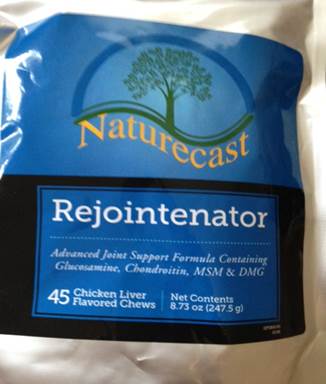 Naturecast
Rejointenator
Advanced Joint Support Formula Containing
Glucosamine, Chondroitin, MSM & DMG
45 Chicken Liver Flavored Chews
Net Contents
8.73 oz (247.5 g)